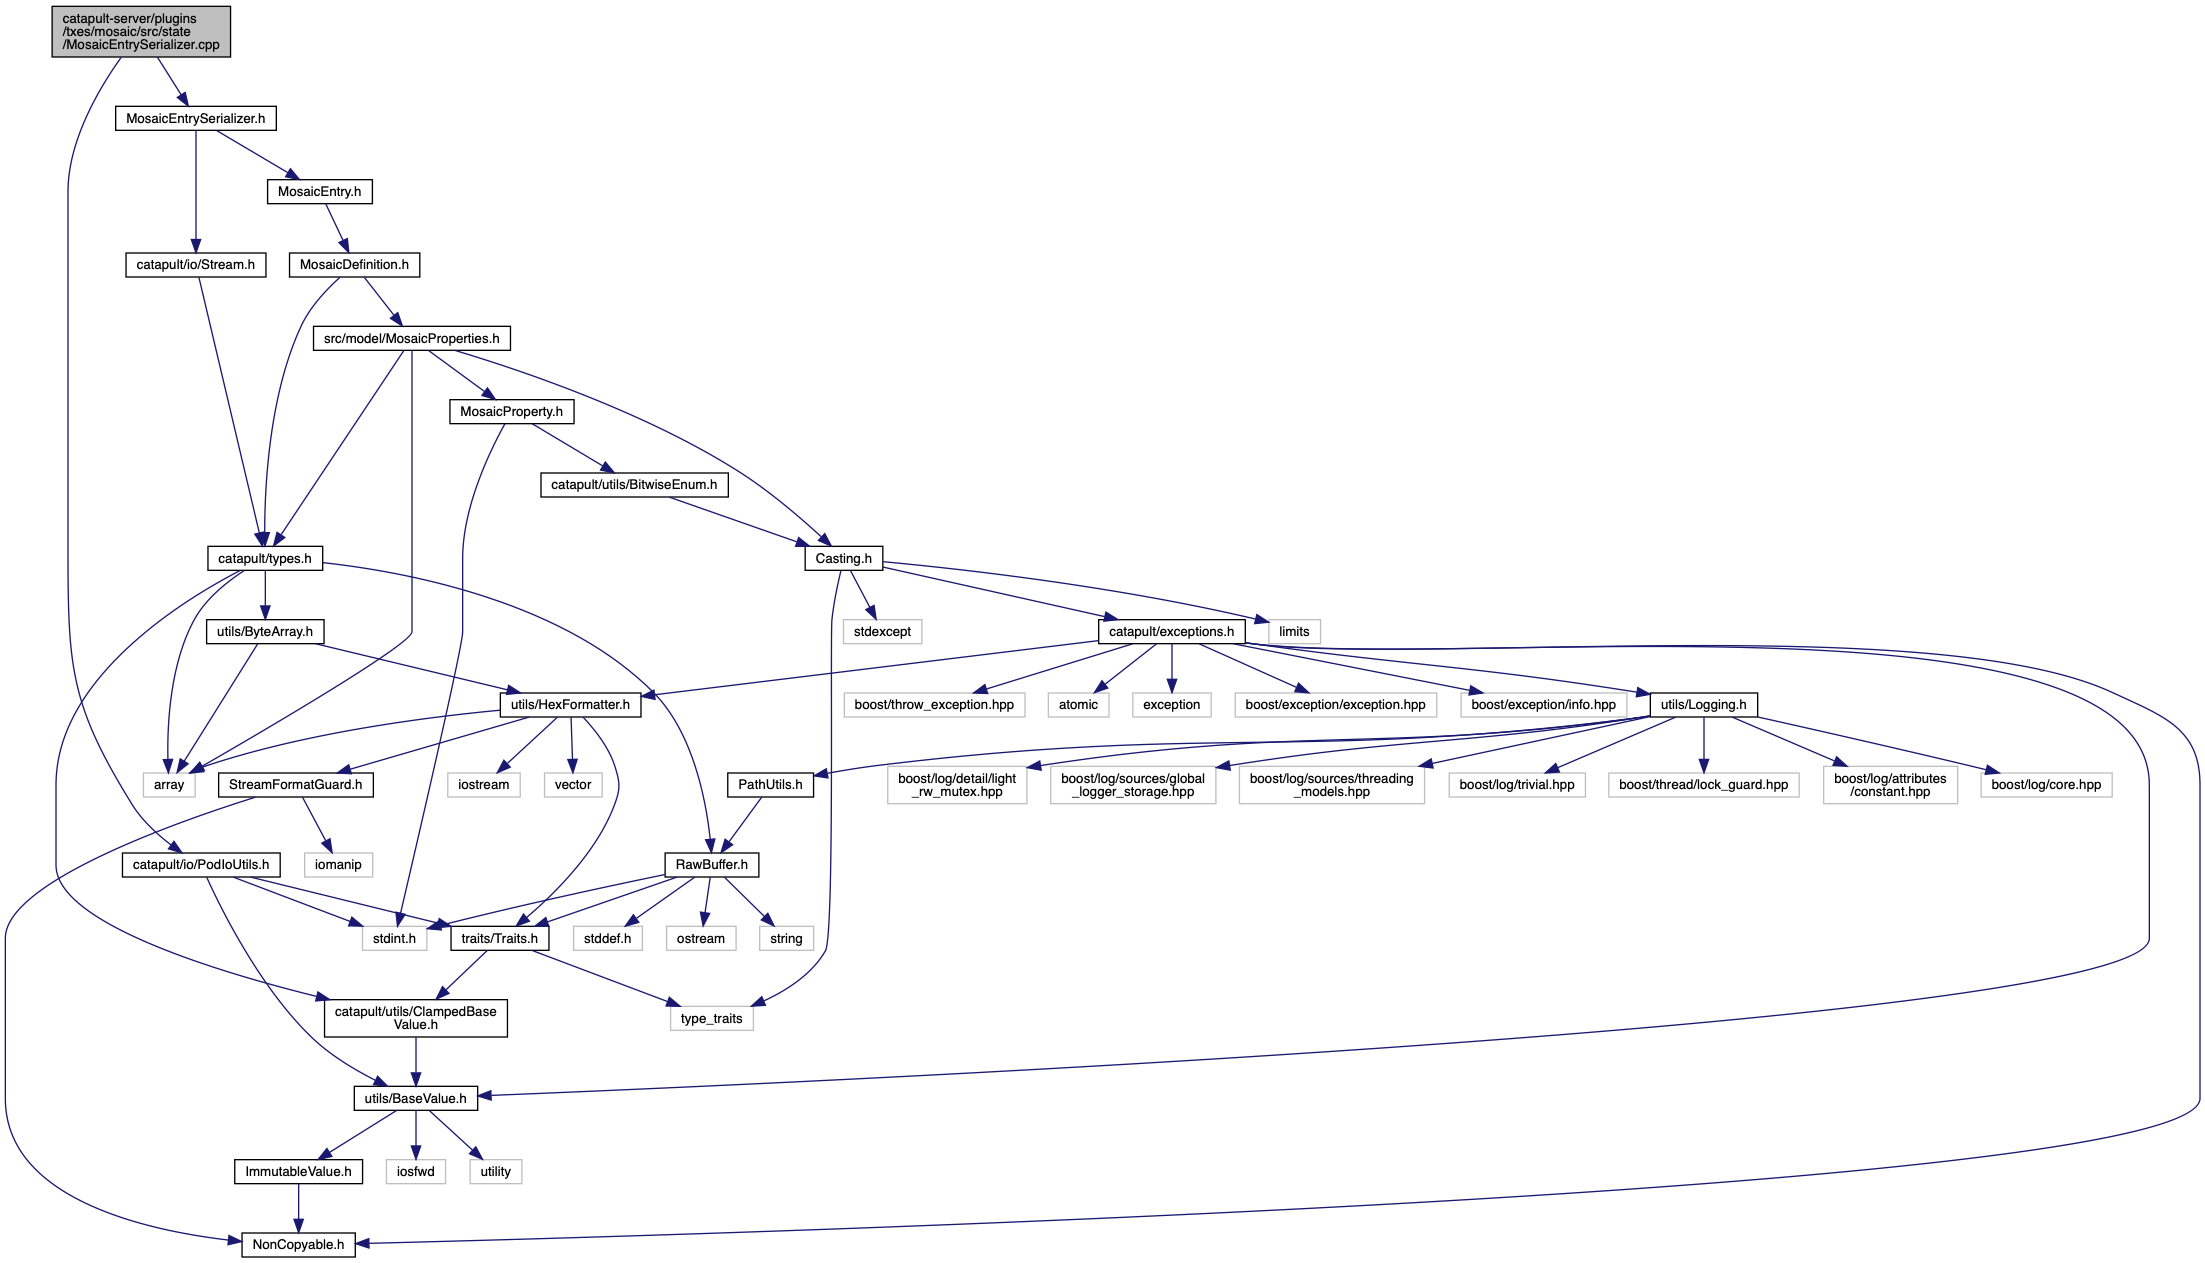 catapult-server/plugins
/txes/mosaic/src/state
/MosaicEntrySerializer.cpp
MosaicEntrySerializer.h
MosaicEntry.h
catapult/io/Stream.h
MosaicDefinition.h
src/model/MosaicProperties.h
MosaicProperty.h
catapult/utils/BitwiseEnum.h
catapult/types.h
Casting.h
utils/ByteArray.h
stdexcept
catapult/exceptions.h
limits
utils/HexFormatter.h
boost/throw_exception.hpp
atomic
exception
boost/exception/exception.hpp
boost/exception/info.hpp
utils/Logging.h
array
StreamFormatGuard.h
iostream
vector
PathUtils.h
boost/log/detail/light
_rw_mutex.hpp
boost/log/sources/global
_logger_storage.hpp
boost/log/sources/threading
_models.hpp
boost/log/trivial.hpp
boost/thread/lock_guard.hpp
boost/log/attributes
/constant.hpp
boost/log/core.hpp
catapult/io/PodIoUtils.h
iomanip
RawBuffer.h
stdint.h
traits/Traits.h
stddef.h
ostream
string
catapult/utils/ClampedBase
Value.h
type_traits
utils/BaseValue.h
ImmutableValue.h
iosfwd
utility
NonCopyable.h